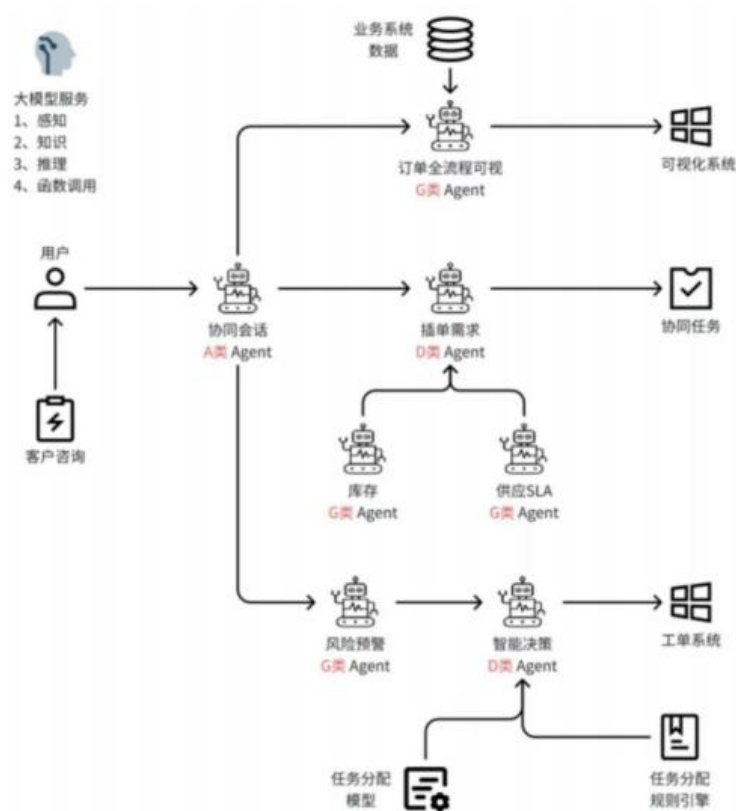 业务系统
数据
大模型服务
1、感知
2、知识
3、推理
4、函数调用
订单全流程可视
G类 Agent
可视化系统
用户
协同会话
A类 Agent
插单需求
D类 Agent
协同任务
客户咨询
库存
G类 Agent
供应SLA
G类 Agent
风险预警
G类 Agent
智能决策
D类 Agent
工单系统
任务分配
模型
任务分配
规则引擎